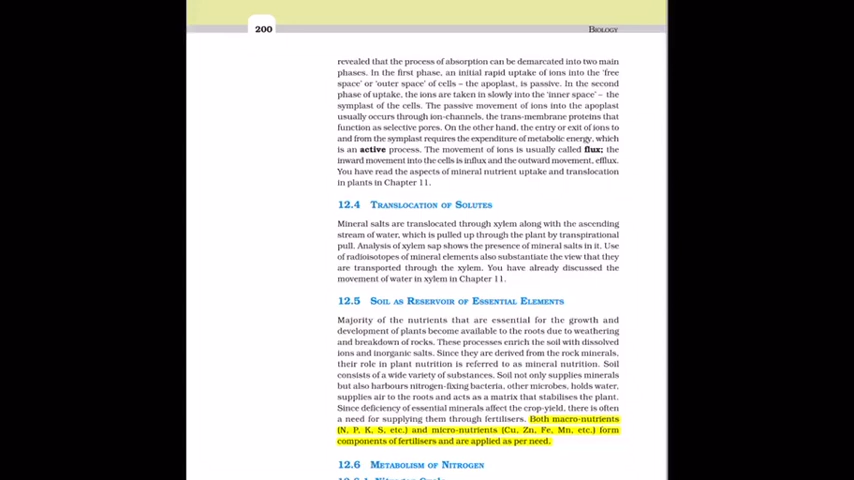 200
BIOLOGY
revealed that the process of absorption can be demarcated into two main
phases. In the first phase, an initial rapid uptake of ions into the 'free
space' or 'outer space' of cells – the apoplast, is passive. In the second
phase of uptake, the ions are taken in slowly into the 'inner space' – the
symplast of the cells. The passive movement of ions into the apoplast
usually occurs through ion-channels, the trans-membrane proteins that
function as selective pores. On the other hand, the entry or exit of ions to
and from the symplast requires the expenditure of metabolic energy, which
is an active process. The movement of ions is usually called flux; the
inward movement into the cells is influx and the outward movement, efflux.
You have read the aspects of mineral nutrient uptake and translocation
in plants in Chapter 11.
12.4 TRANSLOCATION OF SOLUTES
Mineral salts are translocated through xylem along with the ascending
stream of water, which is pulled up through the plant by transpirational
pull. Analysis of xylem sap shows the presence of mineral salts in it. Use
of radioisotopes of mineral elements also substantiate the view that they
are transported through the xylem. You have already discussed the
movement of water in xylem in Chapter 11.
12.5 SOIL AS RESERVOIR OF ESSENTIAL ELEMENTS
Majority of the nutrients that are essential for the growth and
development of plants become available to the roots due to weathering
and breakdown of rocks. These processes enrich the soil with dissolved
ions and inorganic salts. Since they are derived from the rock minerals,
their role in plant nutrition is referred to as mineral nutrition. Soil
consists of a wide variety of substances. Soil not only supplies minerals
but also harbours nitrogen-fixing bacteria, other microbes, holds water,
supplies air to the roots and acts as a matrix that stabilises the plant.
Since deficiency of essential minerals affect the crop-yield, there is often
a need for supplying them through fertilisers. Both macro-nutrients
(N, P, K, S, etc.) and micro-nutrients (Cu, Zn, Fe, Mn, etc.) form
components of fertilisers and are applied as per need.
12.6 METABOLISM OF NITROGEN
12.6.1 Nitrogen Cycle